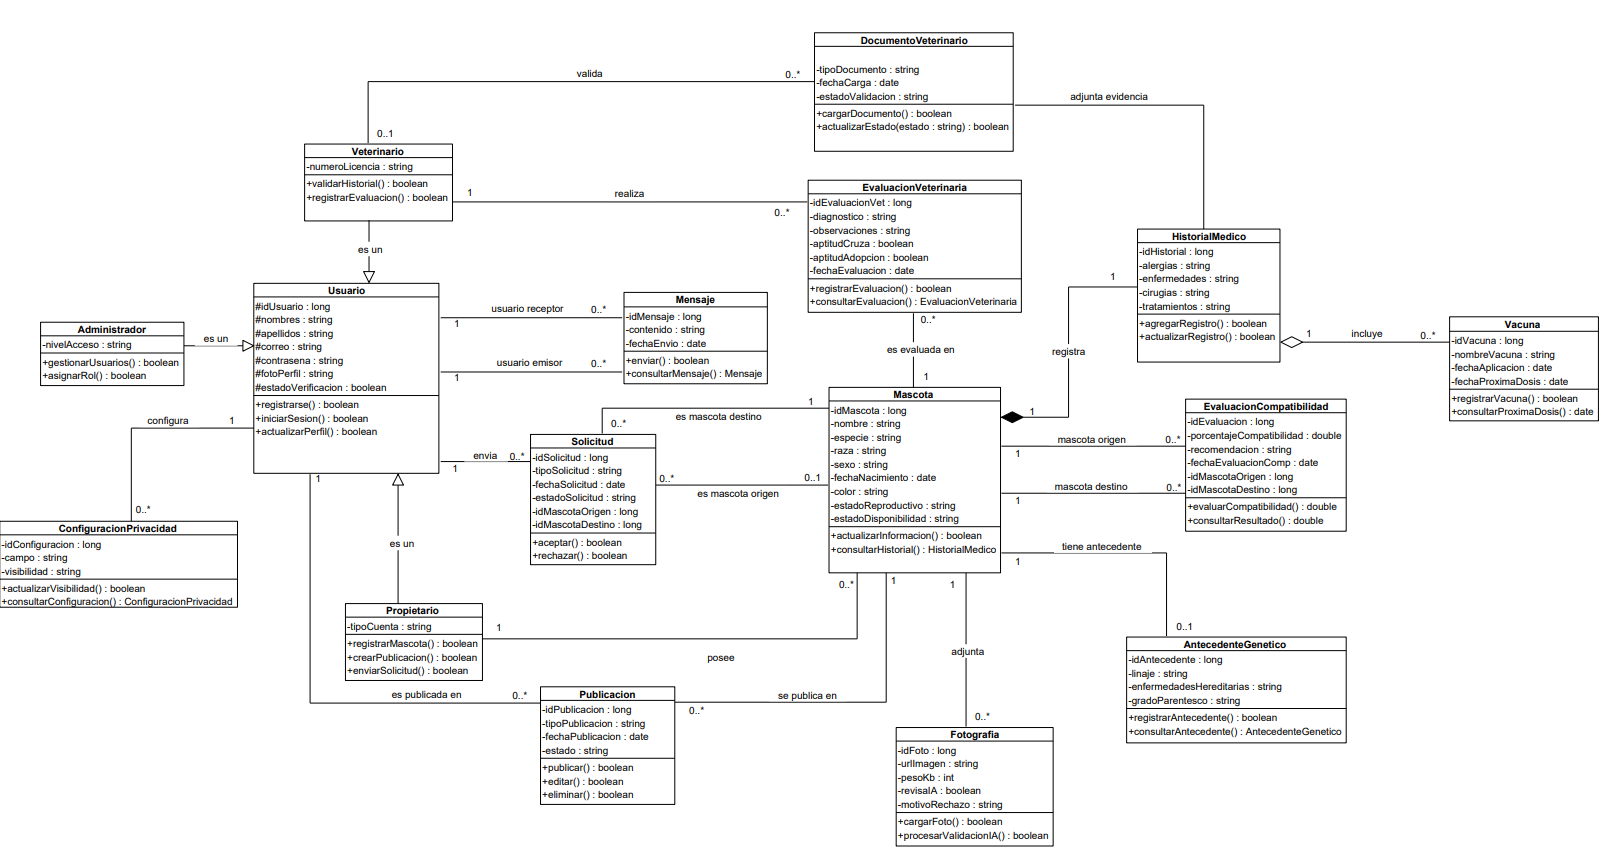 DocumentoVeterinario
-tipoDocumento : string
-fechaCarga : date
-estadoValidacion : string
+cargarDocumento() : boolean
+actualizarEstado(estado : string) : boolean
valida
0..*
0..1
adjunta evidencia
Veterinario
-numeroLicencia : string
+validarHistorial() : boolean
+registrarEvaluacion() : boolean
1
realiza
0..*
EvaluacionVeterinaria
-idEvaluacionVet : long
-diagnostico : string
-observaciones : string
-aptitudCruza : boolean
-aptitudAdopcion : boolean
-fechaEvaluacion : date
+registrarEvaluacion() : boolean
+consultarEvaluacion() : EvaluacionVeterinaria
HistorialMedico
-idHistorial : long
-alergias : string
-enfermedades : string
-cirugias : string
-tratamientos : string
+agregarRegistro() : boolean
+actualizarRegistro() : boolean
es un
1
registra
1
1
incluye
0..*
Vacuna
-idVacuna : long
-nombreVacuna : string
-fechaAplicacion : date
-fechaProximaDosis : date
+registrarVacuna() : boolean
+consultarProximaDosis() : date
Usuario
#idUsuario : long
#nombres : string
#apellidos : string
#correo : string
#contrasena : string
#fotoPerfil : string
#estadoVerificacion : boolean
+registrarse() : boolean
+iniciarSesion() : boolean
+actualizarPerfil() : boolean
Administrador
-nivelAcceso : string
+gestionarUsuarios() : boolean
+asignarRol() : boolean
es un
usuario receptor
1
0..*
usuario emisor
1
0..*
Mensaje
-idMensaje : long
-contenido : string
-fechaEnvio : date
+enviar() : boolean
+consultarMensaje() : Mensaje
0..*
es evaluada en
1
Mascota
-idMascota : long
-nombre : string
-especie : string
-raza : string
-sexo : string
-fechaNacimiento : date
-color : string
-estadoReproductivo : string
-estadoDisponibilidad : string
+actualizarInformacion() : boolean
+consultarHistorial() : HistorialMedico
EvaluacionCompatibilidad
-idEvaluacion : long
-porcentajeCompatibilidad : double
-recomendacion : string
-fechaEvaluacionComp : date
-idMascotaOrigen : long
-idMascotaDestino : long
+evaluarCompatibilidad() : double
+consultarResultado() : double
mascota origen
1
0..*
mascota destino
1
0..*
configura
1
0..*
1
es mascota destino
0..*
Solicitud
-idSolicitud : long
-tipoSolicitud : string
-fechaSolicitud : date
-estadoSolicitud : string
-idMascotaOrigen : long
-idMascotaDestino : long
+aceptar() : boolean
+rechazar() : boolean
envia
1
0..*
0..*
es mascota origen
0..1
ConfiguracionPrivacidad
-idConfiguracion : long
-campo : string
-visibilidad : string
+actualizarVisibilidad() : boolean
+consultarConfiguracion() : ConfiguracionPrivacidad
es un
tiene antecedente
1
0..1
Propietario
-tipoCuenta : string
+registrarMascota() : boolean
+crearPublicacion() : boolean
+enviarSolicitud() : boolean
1
posee
0..*
AntecedenteGenetico
-idAntecedente : long
-linaje : string
-enfermedadesHereditarias : string
-gradoParentesco : string
+registrarAntecedente() : boolean
+consultarAntecedente() : AntecedenteGenetico
1
es publicada en
0..*
Publicacion
-idPublicacion : long
-tipoPublicacion : string
-fechaPublicacion : date
-estado : string
+publicar() : boolean
+editar() : boolean
+eliminar() : boolean
1
se publica en
0..*
1
adjunta
0..*
Fotografia
-idFoto : long
-urlImagen : string
-pesoKb : int
-revisaIA : boolean
-motivoRechazo : string
+cargarFoto() : boolean
+procesarValidacionIA() : boolean